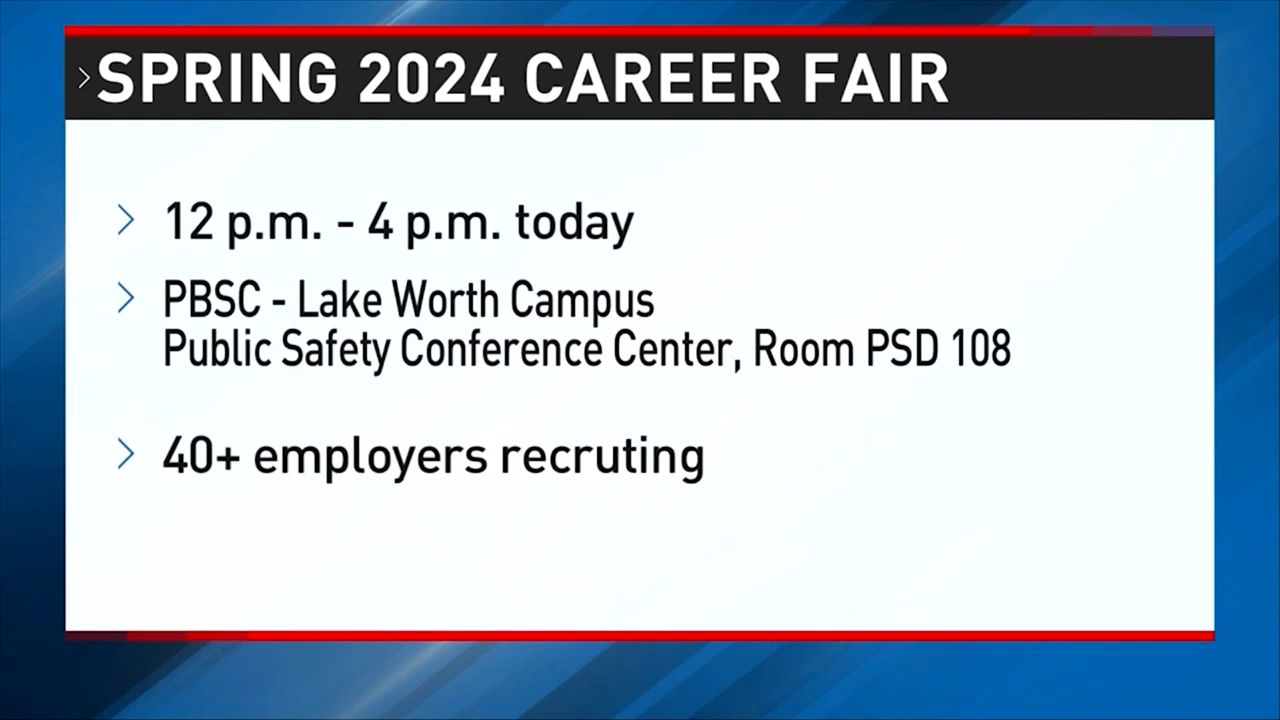 SPRING 2024 CAREER FAIR
12 p.m. - 4 p.m. today
PBSC - Lake Worth Campus
Public Safety Conference Center, Room PSD 108
40+ employers recruting